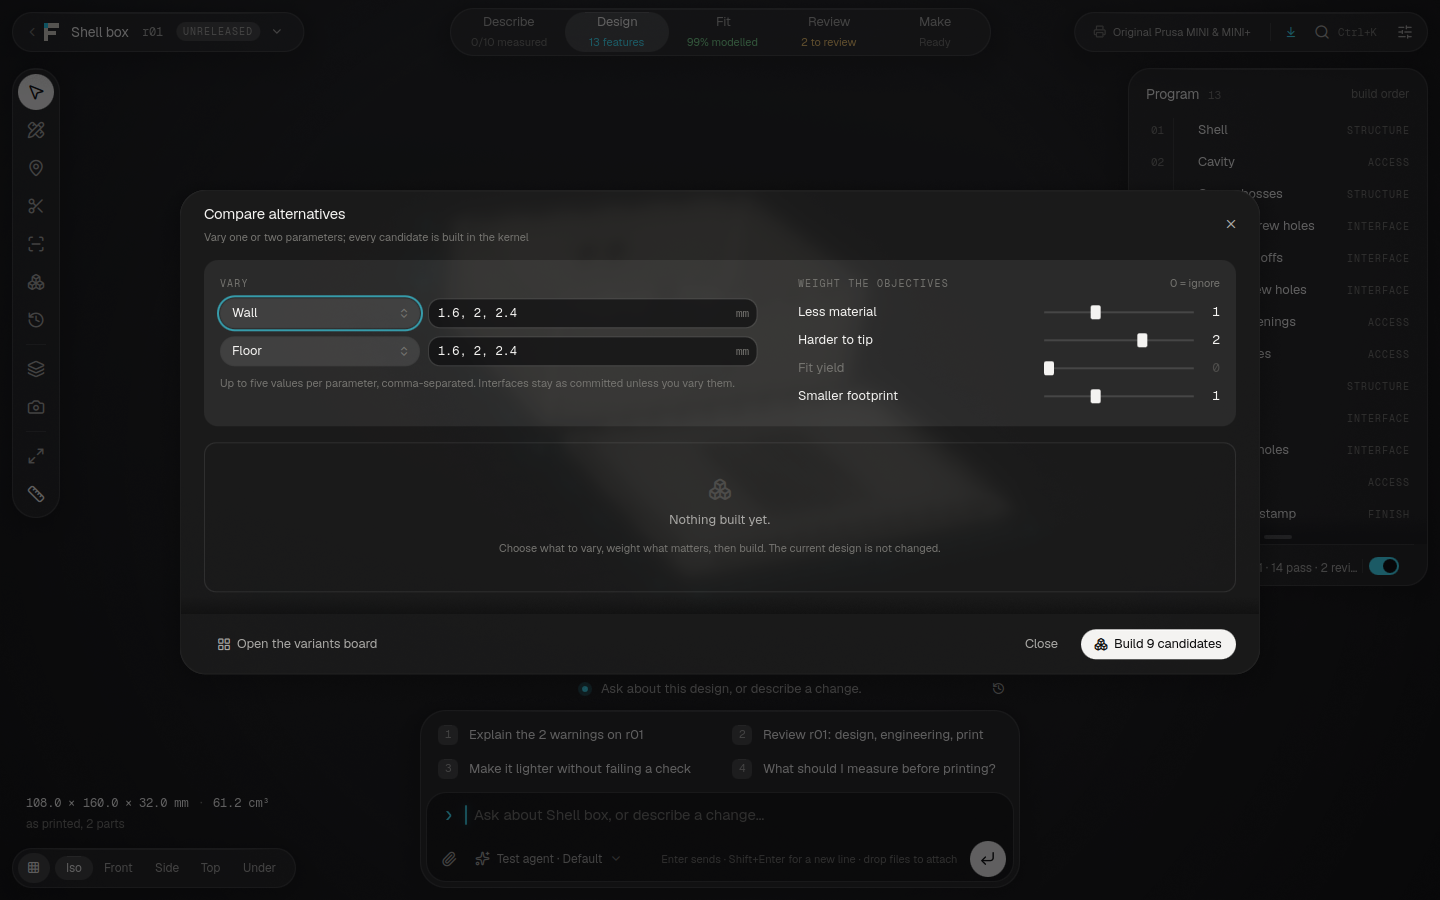 Shell box r01 UNRELEASED
Describe
0/10 measured
Design
13 features
Fit
99% modelled
Review
2 to review
Make
Ready
Original Prusa MINI & MINI+
Ctrl+K
Program 13
build order
01 Shell STRUCTURE
02 Cavity ACCESS
bosses STRUCTURE
rew holes INTERFACE
offs INTERFACE
ew holes INTERFACE
enings ACCESS
es ACCESS
STRUCTURE
INTERFACE
holes INTERFACE
ACCESS
stamp FINISH
· 14 pass · 2 revi...
Compare alternatives
Vary one or two parameters; every candidate is built in the kernel
VARY
Wall 1.6, 2, 2.4 mm
Floor 1.6, 2, 2.4 mm
Up to five values per parameter, comma-separated. Interfaces stay as committed unless you vary them.
WEIGHT THE OBJECTIVES 0 = ignore
Less material 1
Harder to tip 2
Fit yield 0
Smaller footprint 1
Nothing built yet.
Choose what to vary, weight what matters, then build. The current design is not changed.
Open the variants board
Close
Build 9 candidates
Ask about this design, or describe a change.
1 Explain the 2 warnings on r01
2 Review r01: design, engineering, print
3 Make it lighter without failing a check
4 What should I measure before printing?
Ask about Shell box, or describe a change...
Test agent · Default
Enter sends · Shift+Enter for a new line · drop files to attach
108.0 × 160.0 × 32.0 mm · 61.2 cm³
as printed, 2 parts
Iso Front Side Top Under